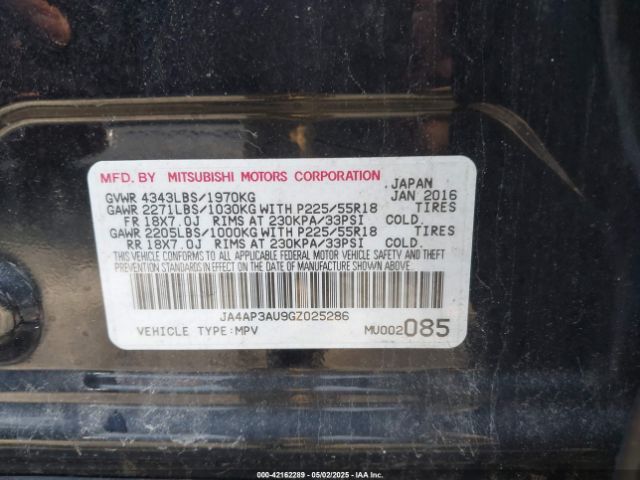 MFD. BY MITSUBISHI MOTORS CORPORATION JAPAN
GVWR 4343LBS/1970KG JAN 2016
GAWR 2271LBS/1030KG WITH P225/55R18 TIRES
FR 18X7.0J RIMS AT 230KPA/33PSI COLD.
GAWR 2205LBS/1000KG WITH P225/55R18 TIRES
RR 18X7.0J RIMS AT 230KPA/33PSI COLD.
THIS VEHICLE CONFORMS TO ALL APPLICABLE FEDERAL MOTOR VEHICLE SAFETY AND THEFT
PREVENTION STANDARDS IN EFFECT ON THE DATE OF MANUFACTURE SHOWN ABOVE.
JA4AP3AU9GZ025286
VEHICLE TYPE:MPV MU002085
000-42162289 - 05/02/2025 - IAAI.COM